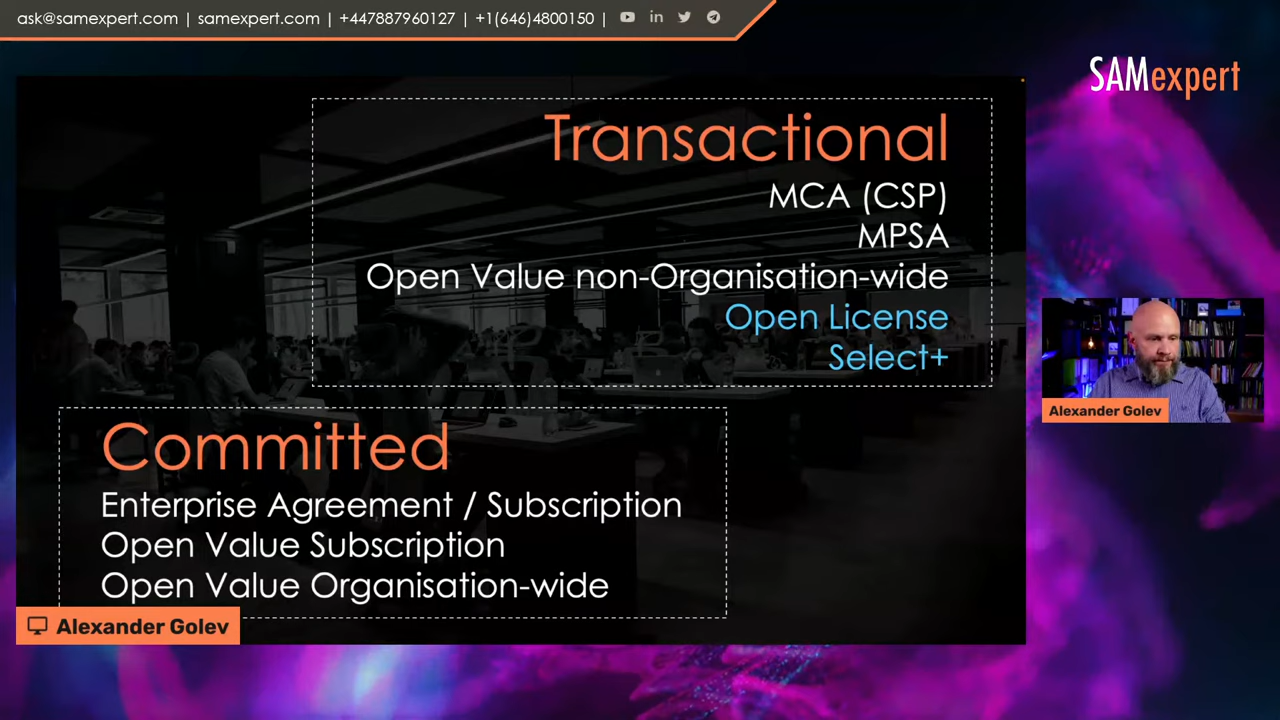 ask@samexpert.com | samexpert.com | +447887960127 | +1(646)4800150 |
SAMexpert
Transactional
MCA (CSP)
MPSA
Open Value non-Organisation-wide
Open License
Select+
Committed
Enterprise Agreement / Subscription
Open Value Subscription
Open Value Organisation-wide
Alexander Golev
Alexander Golev